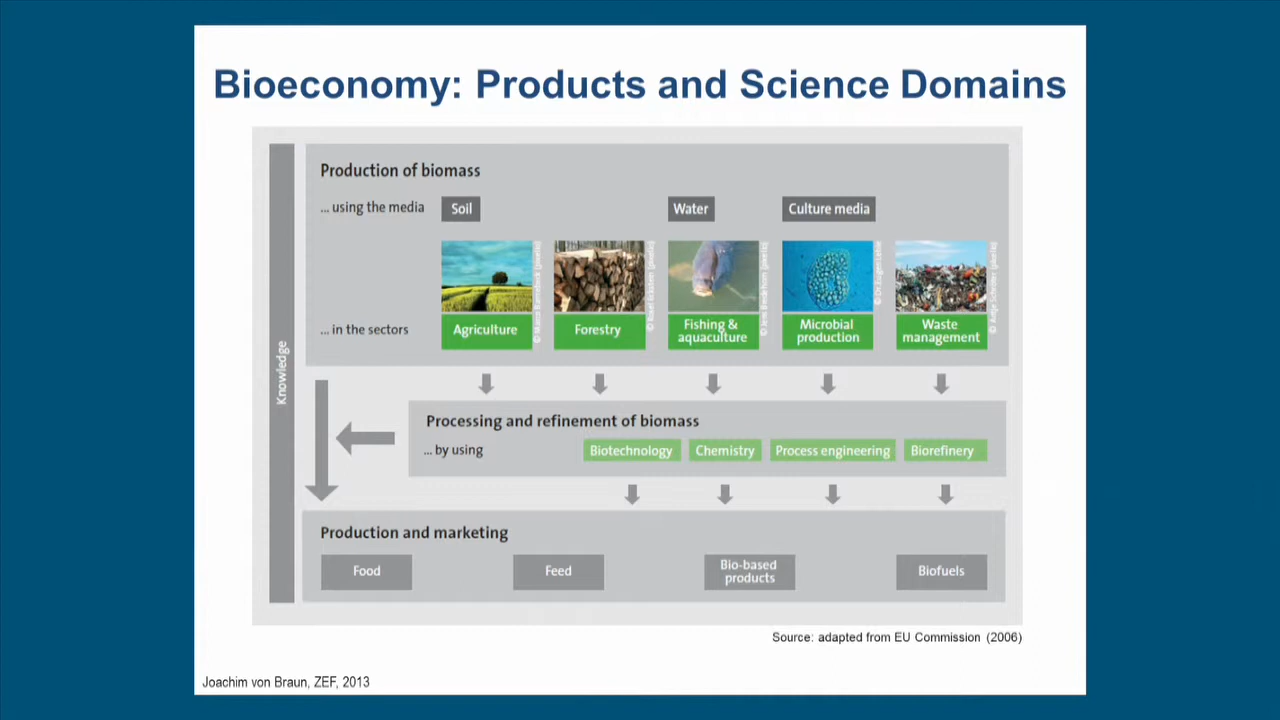 Bioeconomy: Products and Science Domains
Production of biomass
... using the media
Soil
Water
Culture media
... in the sectors
Agriculture
Forestry
Fishing &
aquaculture
Microbial
production
Waste
management
Knowledge
Processing and refinement of biomass
... by using
Biotechnology
Chemistry
Process engineering
Biorefinery
Production and marketing
Food
Feed
Bio-based
products
Biofuels
Source: adapted from EU Commission (2006)
Joachim von Braun, ZEF, 2013